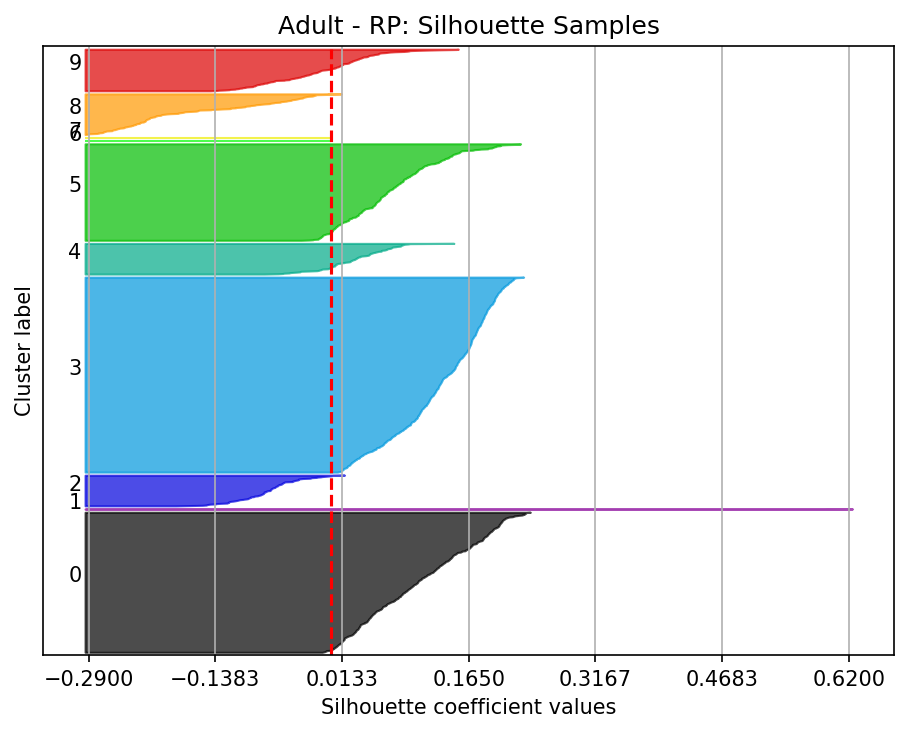 Adult - RP: Silhouette Samples
9
8
7
6
5
4
3
2
1
0
Cluster label
−0.2900 −0.1383 0.0133 0.1650 0.3167 0.4683 0.6200
Silhouette coefficient values